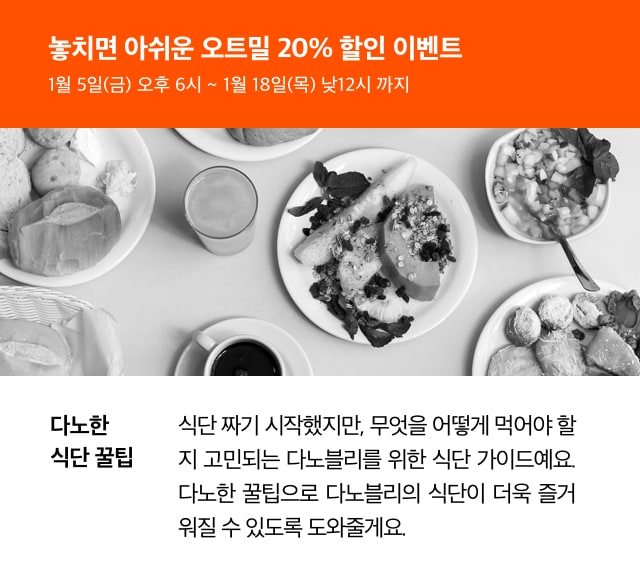 놓치면 아쉬운 오트밀 20% 할인 이벤트
1월 5일(금) 오후 6시 ~ 1월 18일(목) 낮12시 까지
다노한
식단 꿀팁
식단 짜기 시작했지만, 무엇을 어떻게 먹어야 할
지 고민되는 다노블리를 위한 식단 가이드예요.
다노한 꿀팁으로 다노블리의 식단이 더욱 즐거
워질 수 있도록 도와줄게요.